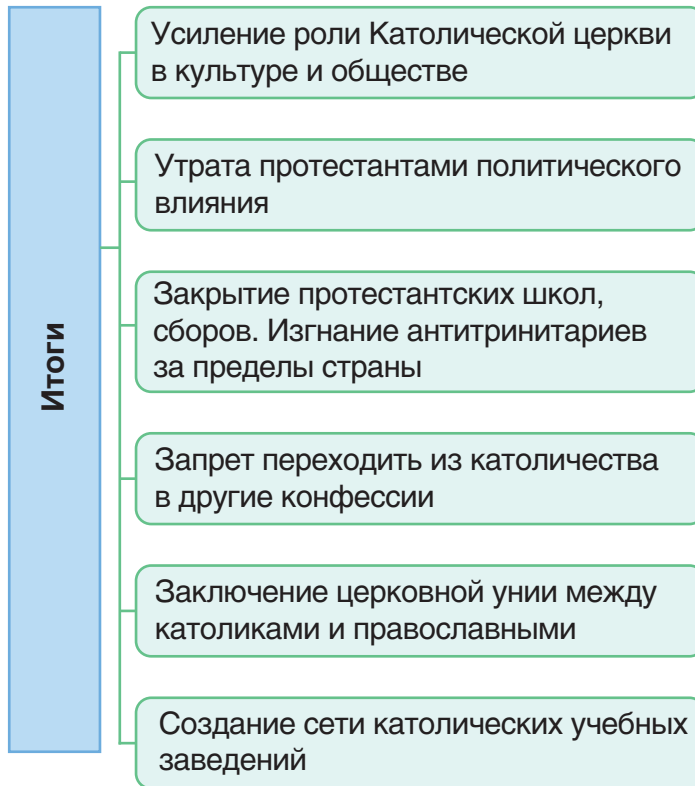 Итоги
Усиление роли Католической церкви
в культуре и обществе
Утрата протестантами политического
влияния
Закрытие протестантских школ,
сборов. Изгнание антитринитариев
за пределы страны
Запрет переходить из католичества
в другие конфессии
Заключение церковной унии между
католиками и православными
Создание сети католических учебных
заведений